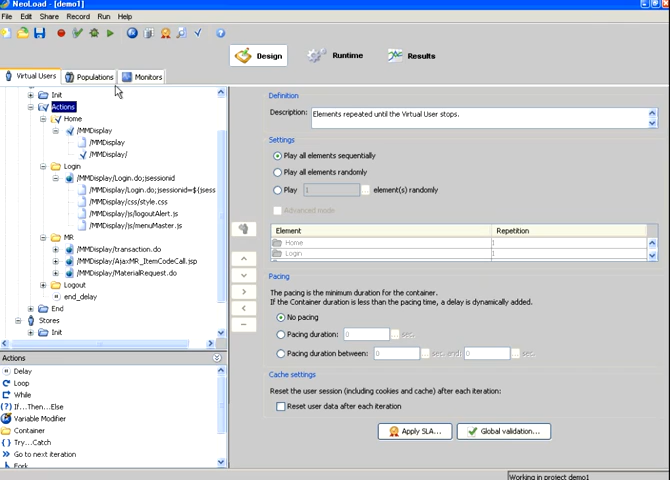 NeoLoad - [demo1]
File Edit Share Record Run Help
Design Runtime Results
Virtual Users Populations Monitors
Init
Actions
Home
/MMDisplay
/MMDisplay
/MMDisplay/
Login
/MMDisplay/Login.do;jsessionid
/MMDisplay/Login.do;jsessionid=${jsess
/MMDisplay/css/style.css
/MMDisplay/js/logoutAlert.js
/MMDisplay/js/menuMaster.js
MR
/MMDisplay/transaction.do
/MMDisplay/AjaxMR_ItemCodeCall.jsp
/MMDisplay/MaterialRequest.do
Logout
end_delay
End
Stores
Init
Actions
Delay
Loop
While
If...Then...Else
Variable Modifier
Container
Try...Catch
Go to next iteration
Fork
Definition
Description: Elements repeated until the Virtual User stops.
Settings
Play all elements sequentially
Play all elements randomly
Play 1 ... element(s) randomly
Advanced mode
Element Repetition
Home 1
Login 1
Pacing
The pacing is the minimum duration for the container.
If the Container duration is less than the pacing time, a delay is dynamically added.
No pacing
Pacing duration: 0 ... sec.
Pacing duration between: 0 ... sec. and: 0 ... sec.
Cache settings
Reset the user session (including cookies and cache) after each iteration:
Reset user data after each iteration
Apply SLA... Global validation...
Working in project demo1